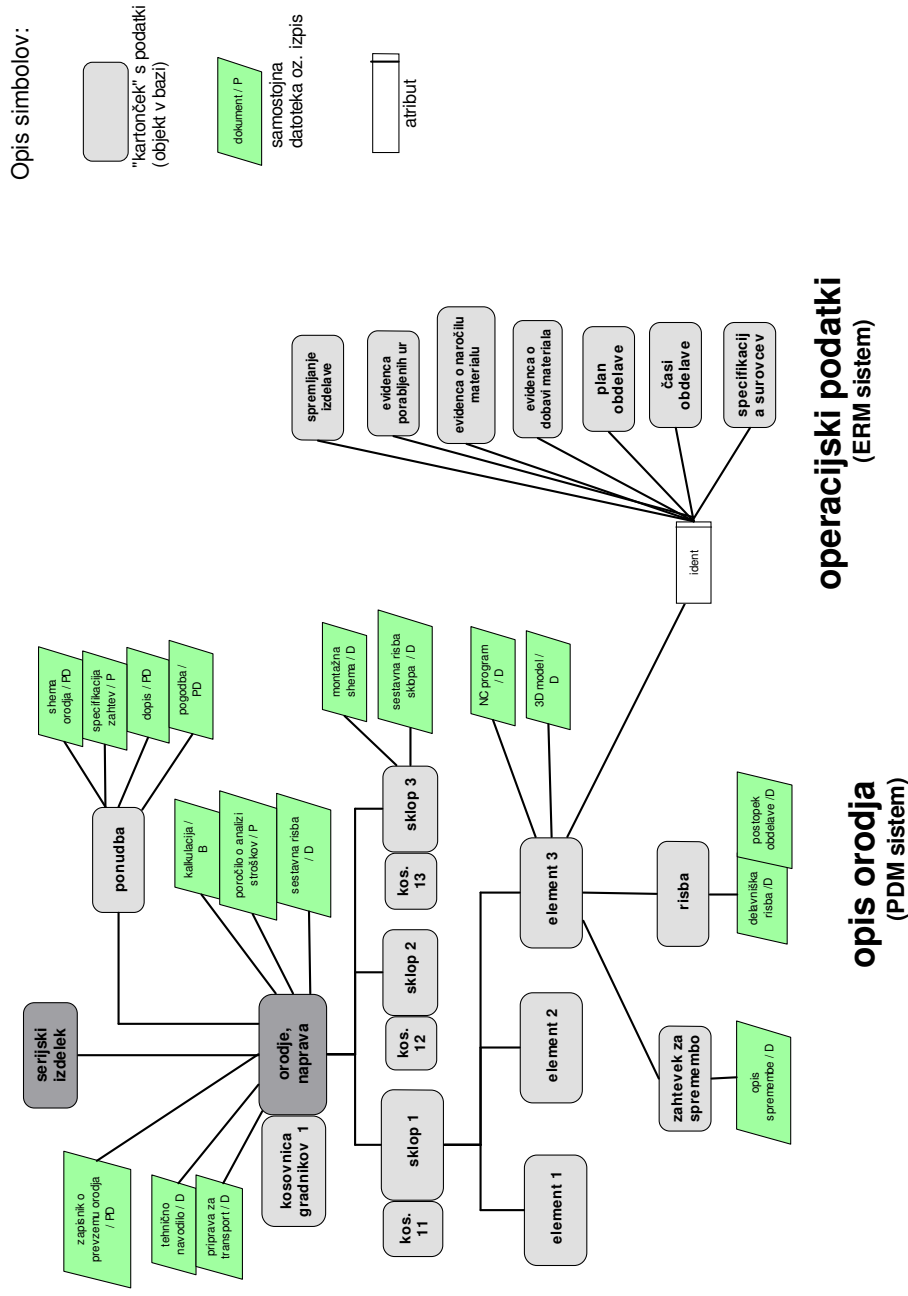 Opis simbolov:
"kartonček" s podatki
(objekt v bazi)
dokument / P
samostojna
datoteka oz. izpis
atribut
serijski
izdelek
ponudba
shema
orodja / PD
specifikacija
zahtev / P
dopis / PD
pogodba /
PD
zapisnik o
prevzemu orodja
/ PD
tehnično
navodilo / D
priprava za
transport / D
kosovnica
gradnikov 1
orodje,
naprava
kalkulacija /
B
poročilo o analizi
stroškov / P
sestavna risba
/ D
kos.
11
sklop 1
kos.
12
sklop 2
kos.
13
sklop 3
montažna
shema / D
sestavna risba
sklopa / D
element 1
element 2
element 3
NC program
/ D
3D model /
D
zahtevek za
spremembo
opis
spremembe / D
risba
delavniška
risba /D
postopek
obdelave /D
ident
spremljanje
izdelave
evidenca
porabljenih ur
evidenca o naročilu
materialu
evidenca o
dobavi materiala
plan
obdelave
časi
obdelave
specifikacij
a surovcev
opis orodja
(PDM sistem)
operacijski podatki
(ERM sistem)